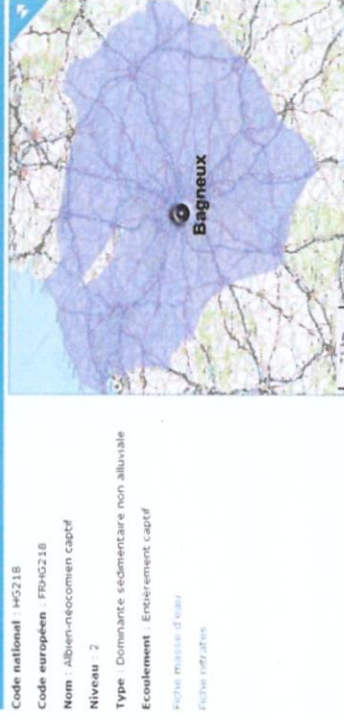 Code national : HG218
Code européen : FRHG218
Nom : Albien-néocomien captif
Niveau : 2
Type : Dominante sédimentaire non alluviale
Ecoulement : Entièrement captif
Fiche masse d'eau
Fiche nitrates
Bagneux